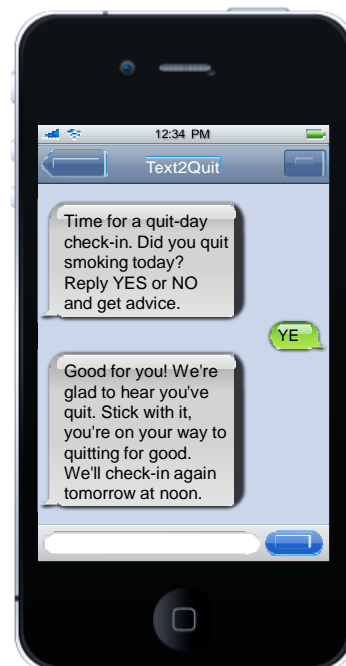 12:34 PM
Text2Quit
Time for a quit-day
check-in. Did you quit
smoking today?
Reply YES or NO
and get advice.
YE
Good for you! We're
glad to hear you've
quit. Stick with it,
you're on your way to
quitting for good.
We'll check-in again
tomorrow at noon.